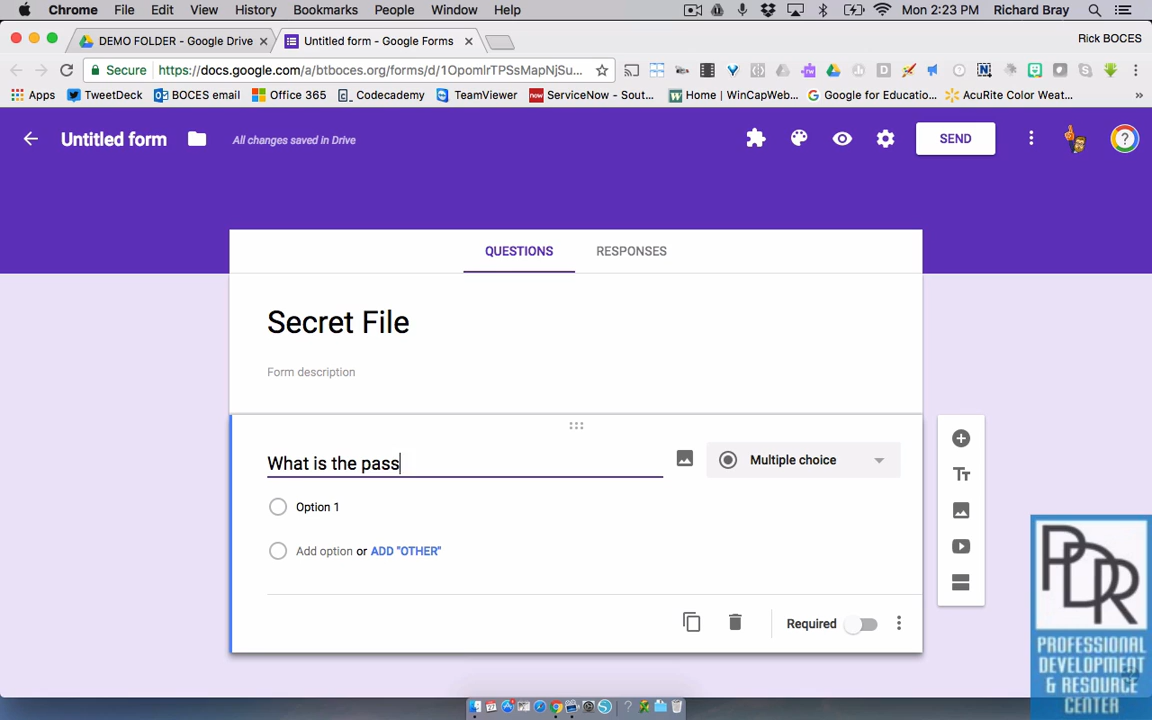 Chrome File Edit View History Bookmarks People Window Help Mon 2:23 PM Richard Bray
DEMO FOLDER - Google Drive Untitled form - Google Forms Rick BOCES
Secure https://docs.google.com/a/btboces.org/forms/d/1OpomlrTPSsMapNjSu...
Apps TweetDeck BOCES email Office 365 Codecademy TeamViewer ServiceNow - Sout... Home | WinCapWeb... Google for Educatio... AcuRite Color Weat... »
Untitled form All changes saved in Drive SEND
QUESTIONS RESPONSES
Secret File
Form description
What is the pass Multiple choice
Option 1
Add option or ADD "OTHER"
Required
PDRC
PROFESSIONAL
DEVELOPMENT
& RESOURCE
CENTER